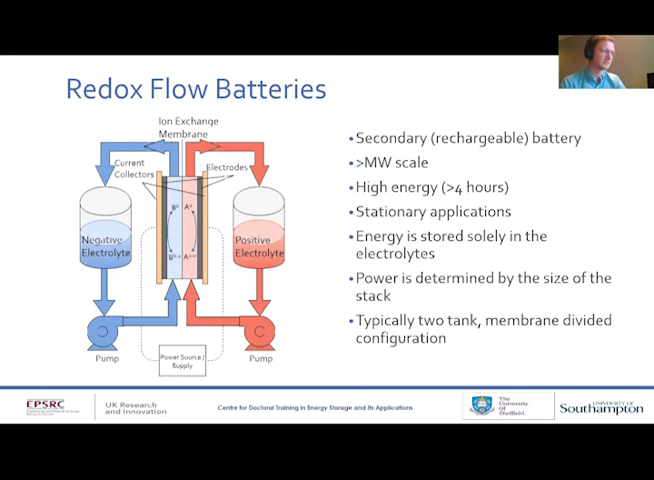 Redox Flow Batteries
Ion Exchange
Membrane
Current
Collectors
Electrodes
Negative
Electrolyte
Positive
Electrolyte
Pump
Pump
Power Source /
Supply
•Secondary (rechargeable) battery
•>MW scale
•High energy (>4 hours)
•Stationary applications
•Energy is stored solely in the
electrolytes
•Power is determined by the size of the
stack
•Typically two tank, membrane divided
configuration
EPSRC
UK Research
and Innovation
Centre for Doctoral Training in Energy Storage and its Applications
The
University
Of
Sheffield.
UNIVERSITY OF
Southampton